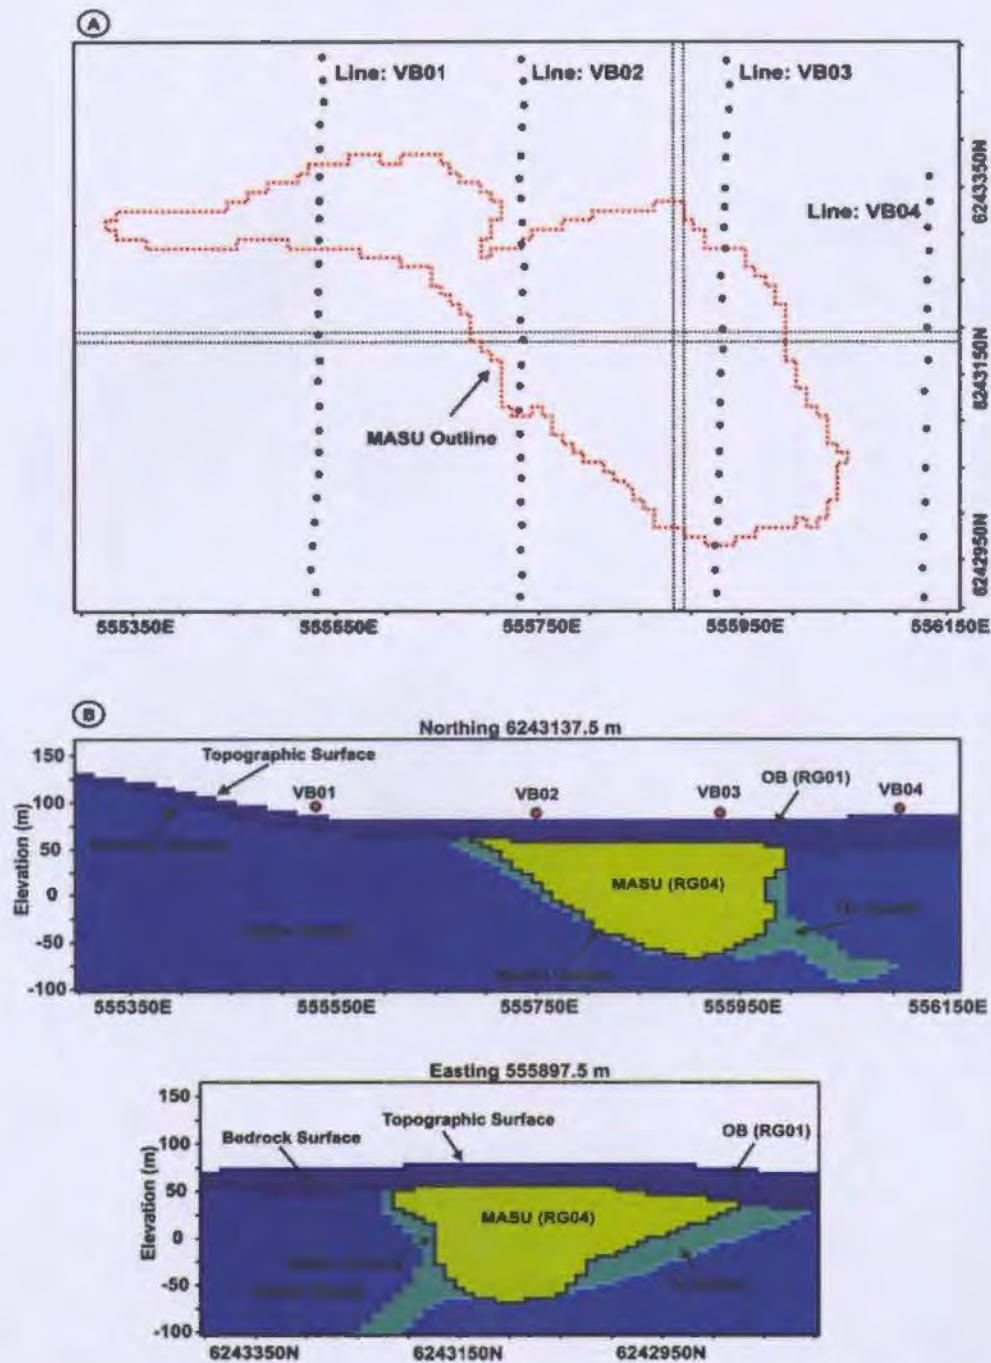 A
Line: VB01
Line: VB02
Line: VB03
Line: VB04
MASU Outline
6243350N
6243150N
6242950N
555350E
555550E
555750E
555950E
556150E
B
Northing 6243137.5 m
Topographic Surface
OB (RG01)
VB01
VB02
VB03
VB04
Elevation (m)
150
100
50
0
-50
-100
MASU (RG04)
555350E
555550E
555750E
555950E
556150E
Easting 555897.5 m
Topographic Surface
Bedrock Surface
OB (RG01)
Elevation (m)
150
100
50
0
-50
-100
MASU (RG04)
6243350N
6243150N
6242950N